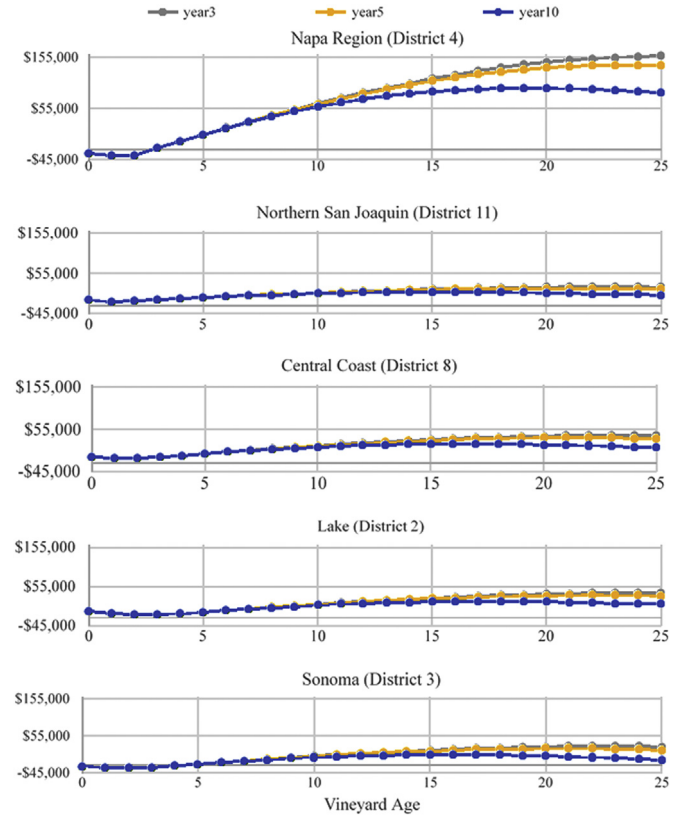 year3 year5 year10
Napa Region (District 4)
$155,000
$55,000
-$45,000
0 5 10 15 20 25
Northern San Joaquin (District 11)
$155,000
$55,000
-$45,000
0 5 10 15 20 25
Central Coast (District 8)
$155,000
$55,000
-$45,000
0 5 10 15 20 25
Lake (District 2)
$155,000
$55,000
-$45,000
0 5 10 15 20 25
Sonoma (District 3)
$155,000
$55,000
-$45,000
0 5 10 15 20 25
Vineyard Age